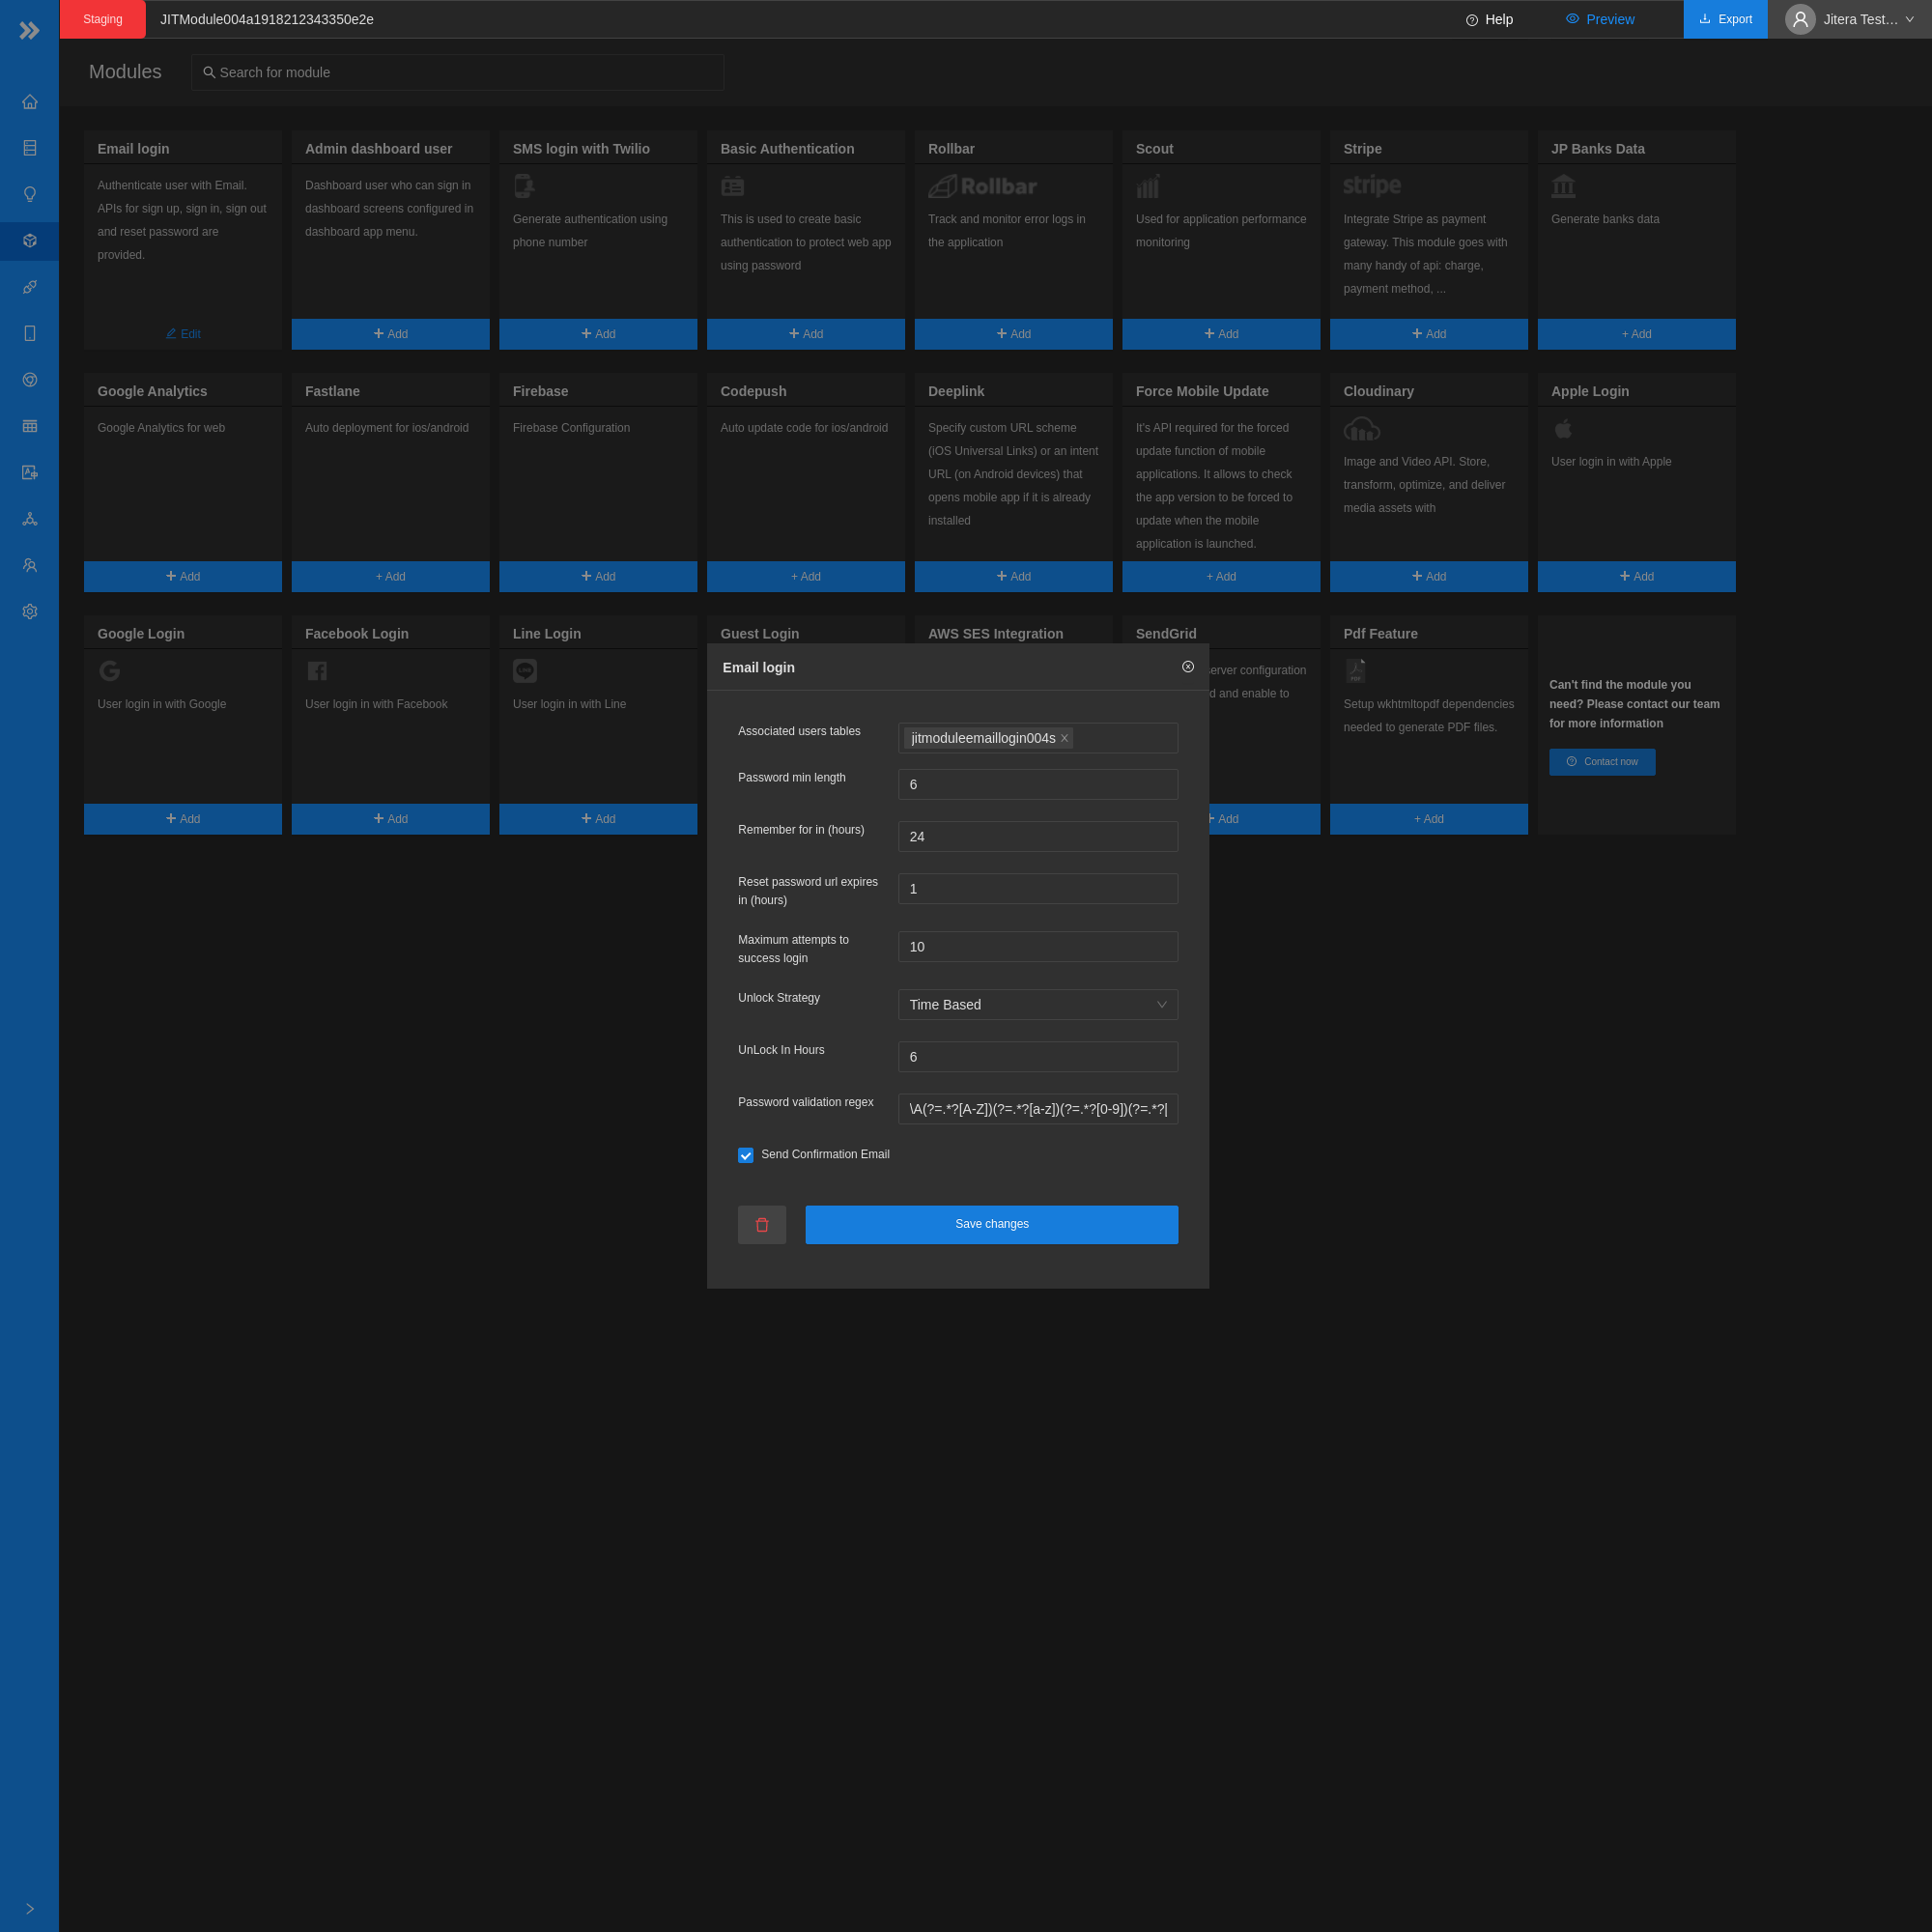 Staging
JITModule004a1918212343350e2e
Help
Preview
Export
Jitera Test…
Modules
Search for module
Email login
Authenticate user with Email.
APIs for sign up, sign in, sign out
and reset password are
provided.
Edit
Admin dashboard user
Dashboard user who can sign in
dashboard screens configured in
dashboard app menu.
Add
SMS login with Twilio
Generate authentication using
phone number
Add
Basic Authentication
This is used to create basic
authentication to protect web app
using password
Add
Rollbar
Rollbar
Track and monitor error logs in
the application
Add
Scout
Used for application performance
monitoring
Add
Stripe
stripe
Integrate Stripe as payment
gateway. This module goes with
many handy of api: charge,
payment method, ...
Add
JP Banks Data
Generate banks data
+ Add
Google Analytics
Google Analytics for web
Add
Fastlane
Auto deployment for ios/android
+ Add
Firebase
Firebase Configuration
Add
Codepush
Auto update code for ios/android
+ Add
Deeplink
Specify custom URL scheme
(iOS Universal Links) or an intent
URL (on Android devices) that
opens mobile app if it is already
installed
Add
Force Mobile Update
It's API required for the forced
update function of mobile
applications. It allows to check
the app version to be forced to
update when the mobile
application is launched.
+ Add
Cloudinary
Image and Video API. Store,
transform, optimize, and deliver
media assets with
Add
Apple Login
User login in with Apple
Add
Google Login
User login in with Google
Add
Facebook Login
User login in with Facebook
Add
Line Login
LINE
User login in with Line
Add
Guest Login
AWS SES Integration
SendGrid
server configuration
d and enable to
Add
Pdf Feature
PDF
Setup wkhtmltopdf dependencies
needed to generate PDF files.
+ Add
Can't find the module you
need? Please contact our team
for more information
Contact now
Email login
Associated users tables
jitmoduleemaillogin004s
Password min length
6
Remember for in (hours)
24
Reset password url expires
in (hours)
1
Maximum attempts to
success login
10
Unlock Strategy
Time Based
UnLock In Hours
6
Password validation regex
\A(?=.*?[A-Z])(?=.*?[a-z])(?=.*?[0-9])(?=.*?[
Send Confirmation Email
Save changes